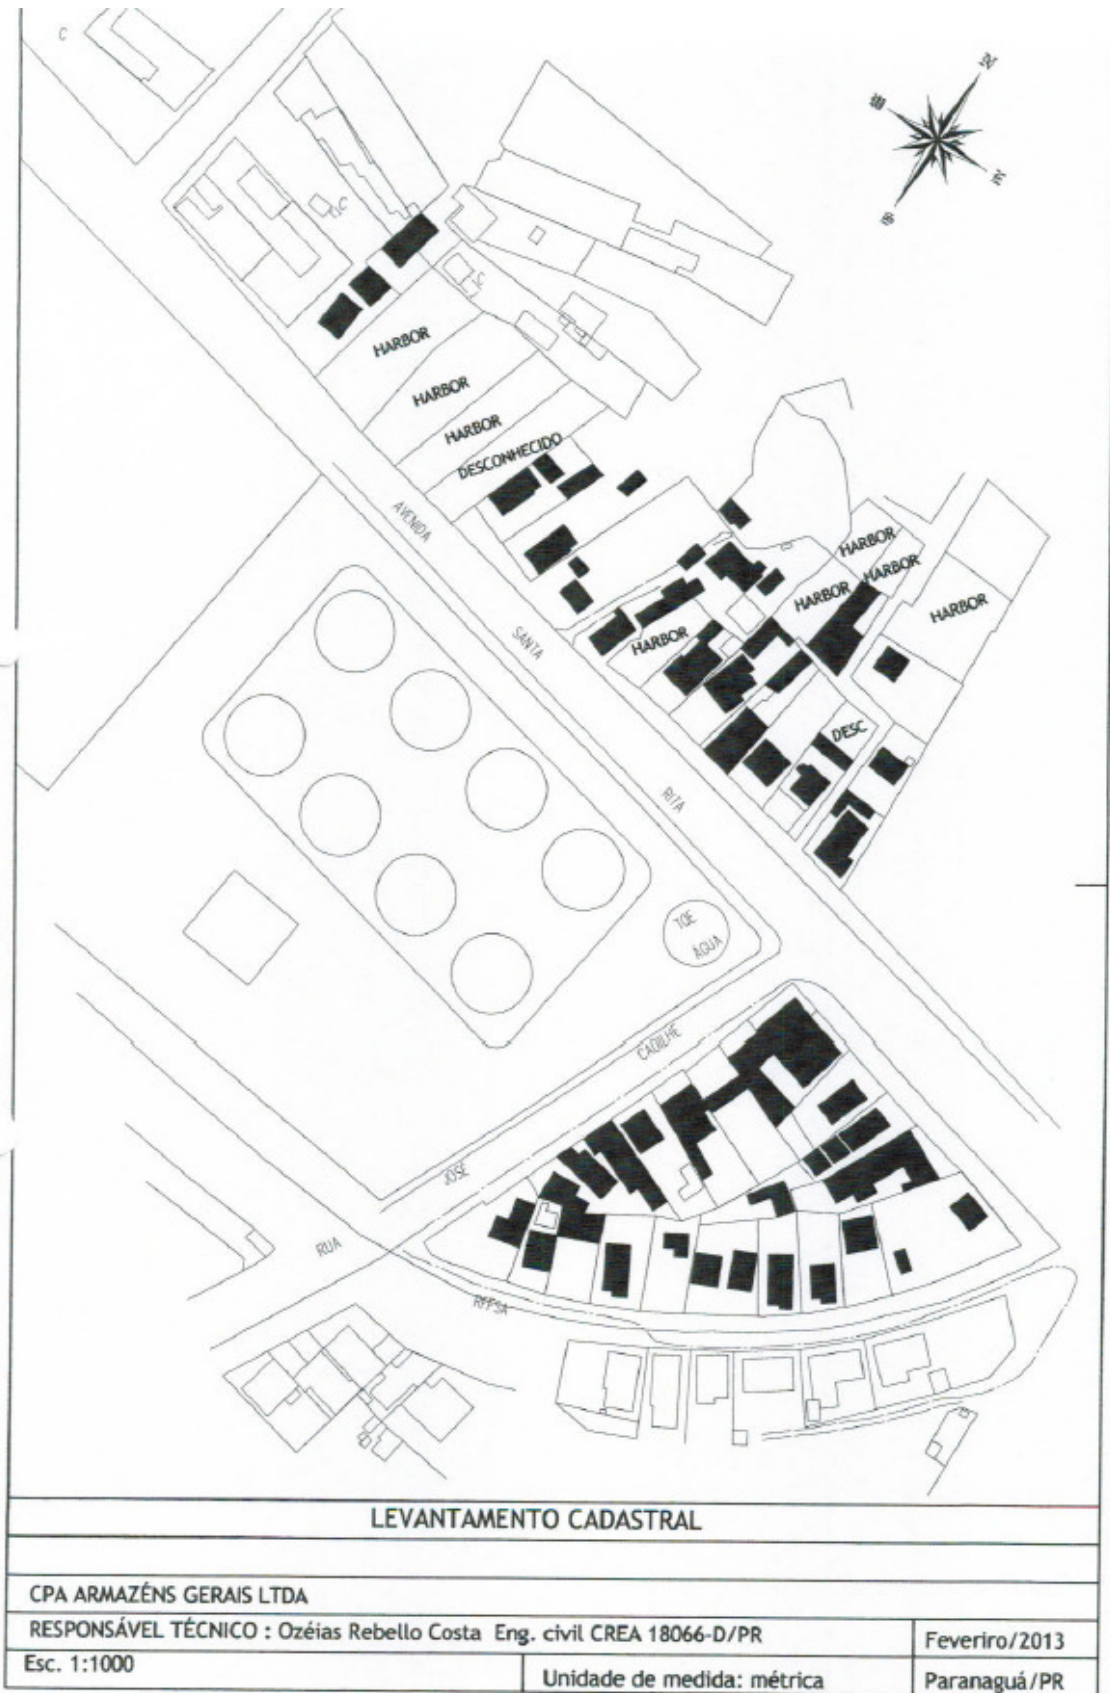 C
N
C
C
HARBOR
HARBOR
HARBOR
DESCONHECIDO
AVENIDA
SANTA
RITA
HARBOR
HARBOR
HARBOR
HARBOR
HARBOR
DESC
TQE
AGUA
CADILHE
JOSÉ
RUA
RFFSA
LEVANTAMENTO CADASTRAL
CPA ARMAZÉNS GERAIS LTDA
RESPONSÁVEL TÉCNICO : Ozéias Rebello Costa Eng. civil CREA 18066-D/PR
Feveriro/2013
Esc. 1:1000
Unidade de medida: métrica
Paranaguá/PR